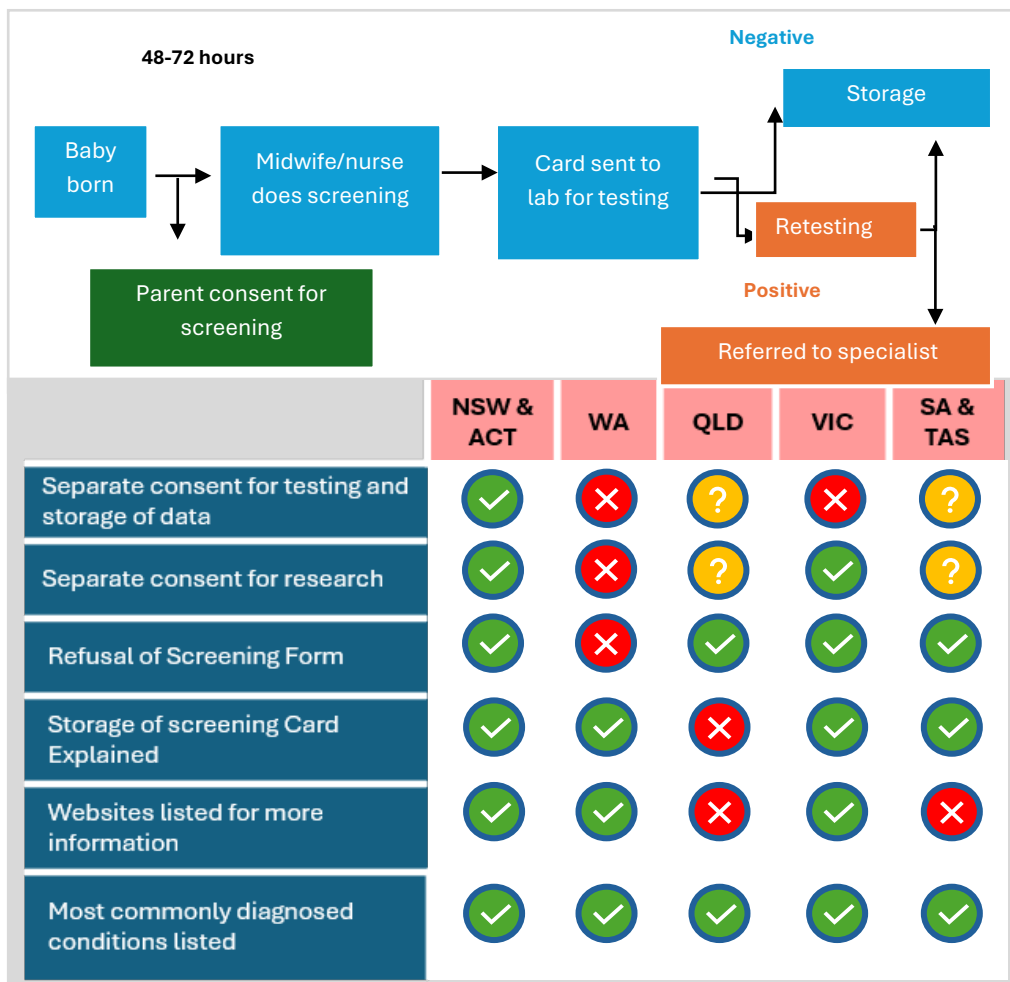 Negative
48-72 hours
Storage
Baby
born
Midwife/nurse
does screening
Card sent to
lab for testing
Retesting
Parent consent for
screening
Positive
Referred to specialist
NSW &
ACT
WA
QLD
VIC
SA &
TAS
Separate consent for testing and
storage of data
? ?
Separate consent for research
? ?
Refusal of Screening Form
Storage of screening Card
Explained
Websites listed for more
information
Most commonly diagnosed
conditions listed